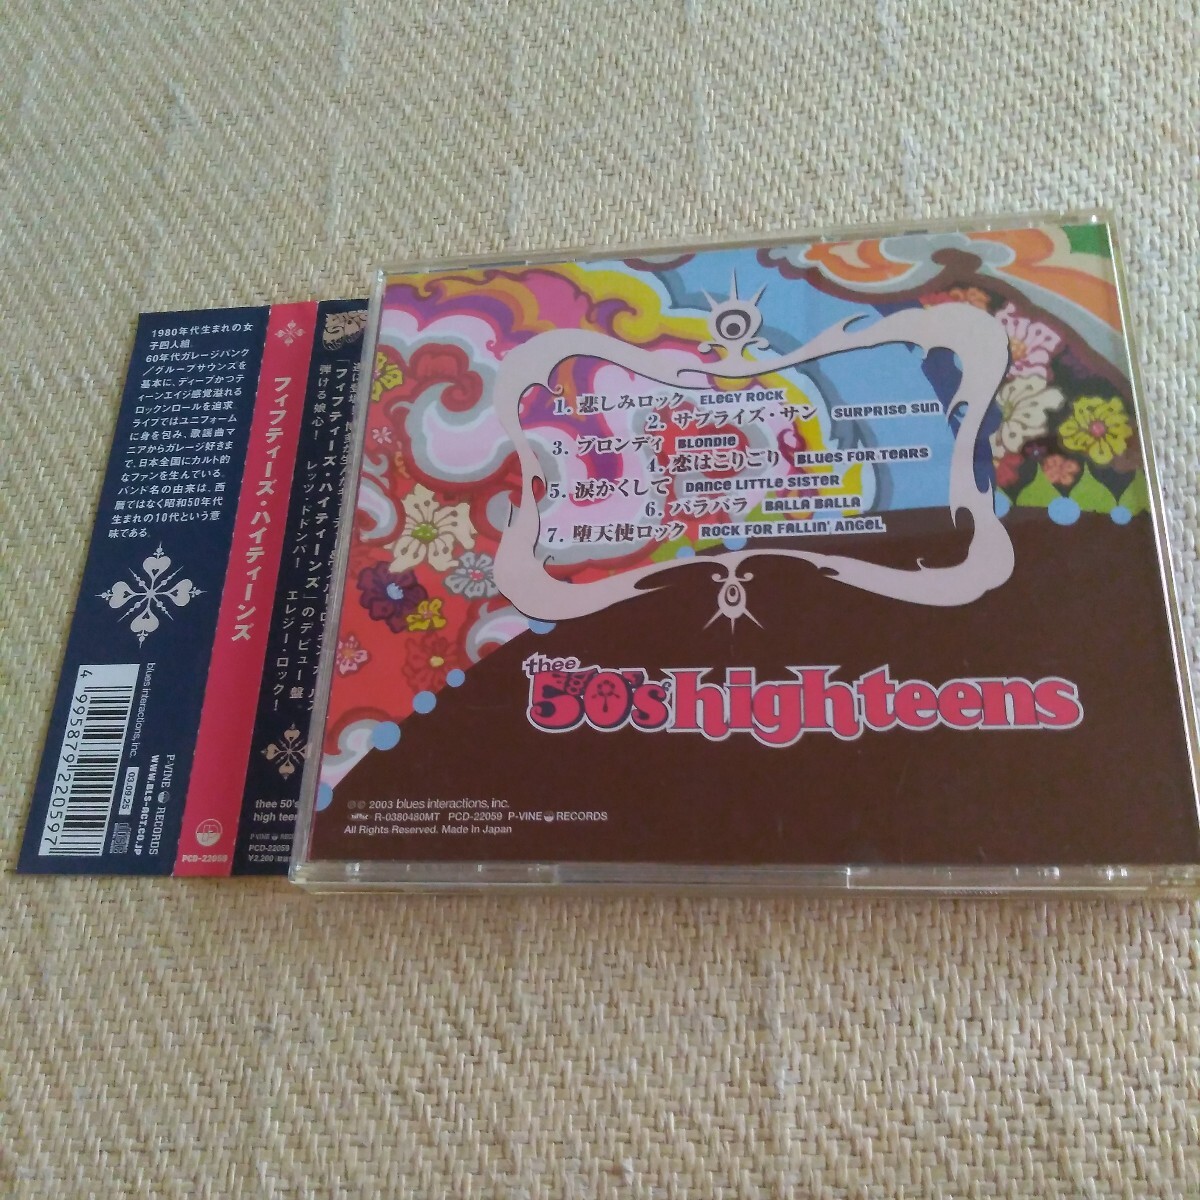 1980年代生まれの女
子四人組。
60年代ガレージパンク
／グループサウンズを
基本に、ディープかつテ
ィーンエイジ感覚溢れる
ロックンロールを追求。
ライブではユニフォーム
に身を包み、歌謡曲マ
ニアからガレージ好きま
で、日本全国にカルト的
なファンを生んでいる。
バンド名の由来は、西
暦ではなく昭和50年代
生まれの10代という意
味である。
blues interactions, inc.
4 995879 220597
03.09.25
P-VINE RECORDS
WWW.BLS-ACT.CO.JP
フィフティーズ・ハイティーンズ
PCD-22059
「フィフティーズ・ハイティーンズ」のデビュー盤。
弾ける娘心！
レッツ・ドドンパ！ エレジー・ロック！
thee 50's
high teen
P-VINE RECO
PCD-22059
¥2,200
1. 悲しみロック ELEGY ROCK
2. サプライズ・サン SURPRISE SUN
3. ブロンディ BLONDIE
4. 恋はこりごり BLUES FOR TEARS
5. 涙かくして DANCE LITTLE SISTER
6. バラバラ BALLA BALLA
7. 堕天使ロック ROCK FOR FALLIN' ANGEL
thee
50's high teens
℗© 2003 blues interactions, inc.
R-0380480MT PCD-22059 P-VINE RECORDS
All Rights Reserved. Made In Japan